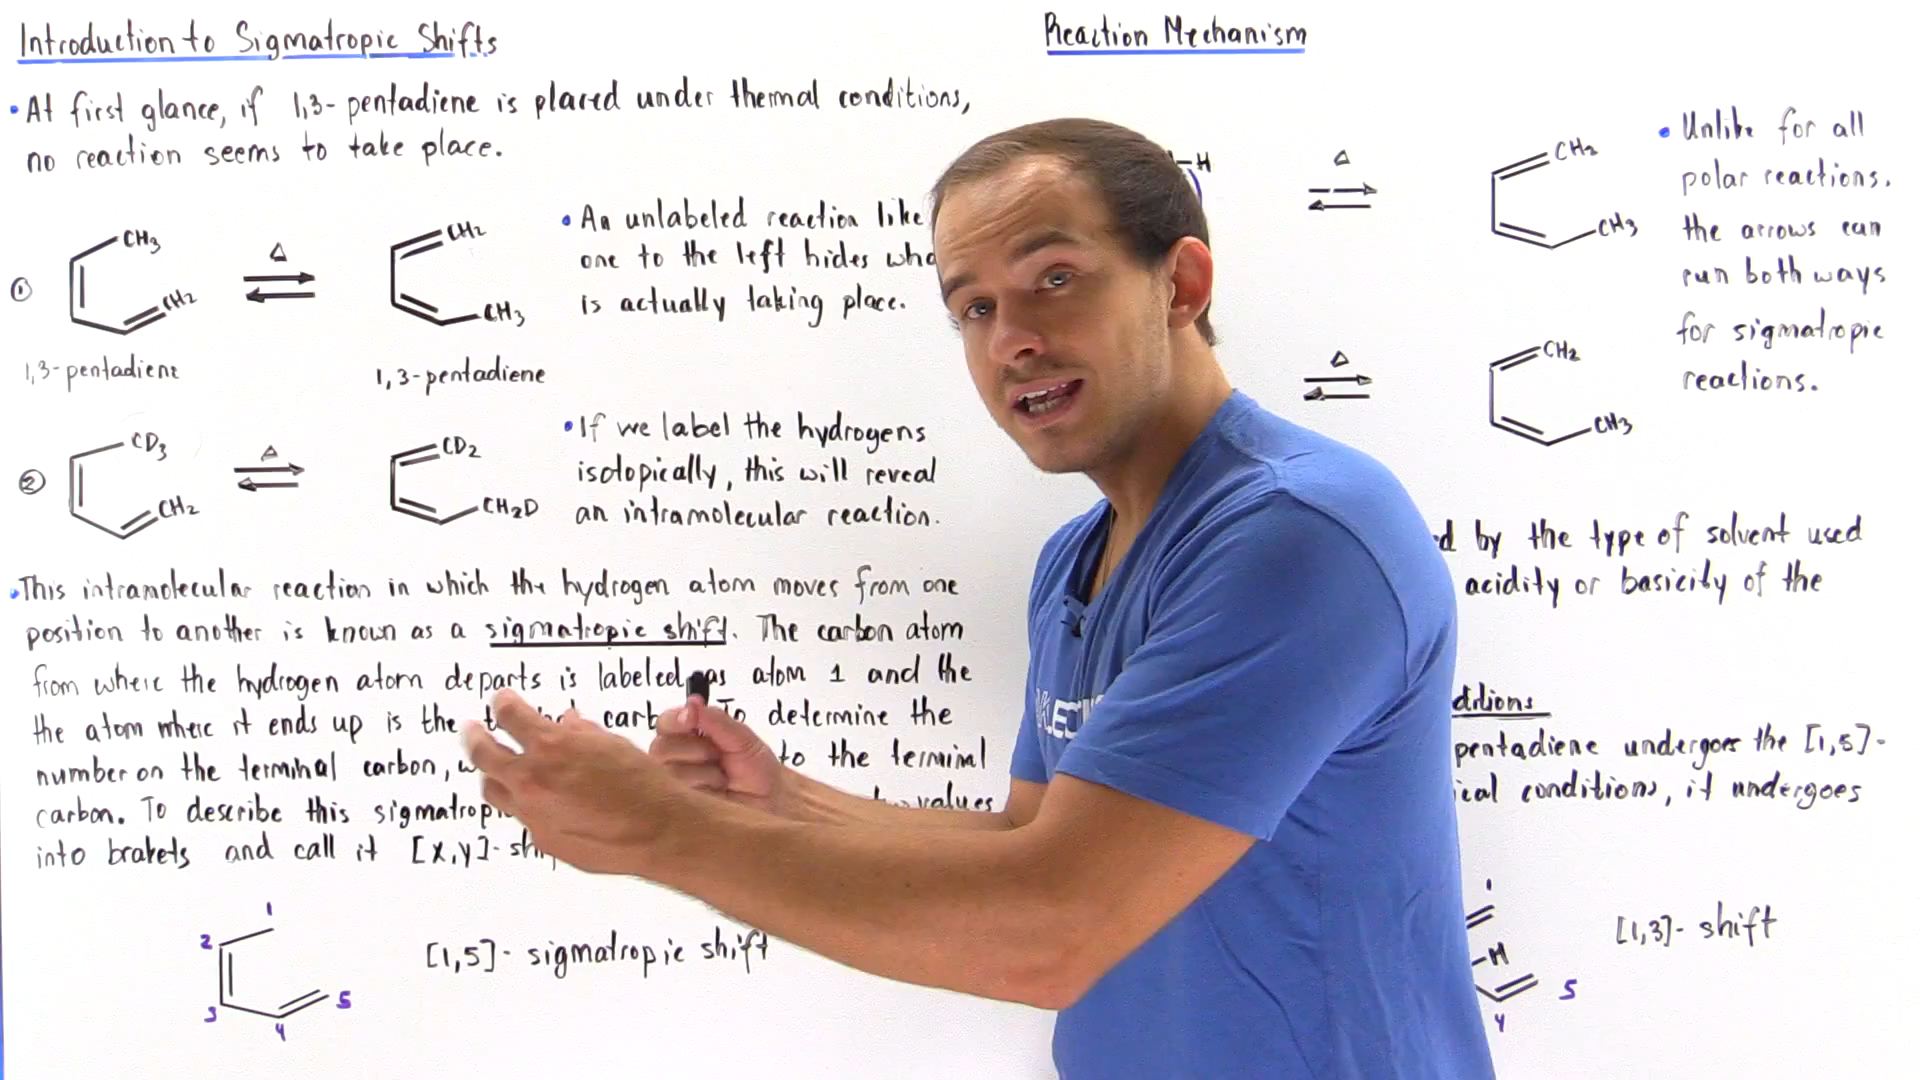 Introduction to Sigmatropic Shifts
• At first glance, if 1,3-pentadiene is placed under thermal conditions,
no reaction seems to take place.
①
CH3
CH2
Δ
CH2
CH3
1,3-pentadiene
1,3-pentadiene
• An unlabeled reaction like
one to the left hides
is actually taking place.
②
CD3
CH2
Δ
CD2
CH2D
• If we label the hydrogens
isotopically, this will reveal
an intramolecular reaction.
• This intramolecular reaction in which the hydrogen atom moves from one
position to another is known as a sigmatropic shift. The carbon atom
from where the hydrogen atom departs is labeled as atom 1 and the
the atom where it ends up is the carb To determine the
number on the terminal carbon, to the terminal
carbon. To describe this sigmatropi values
into brakets and call it [x,y]-sh
1
2
3
4
5
[1,5]- sigmatropic shift
Reaction Mechanism
-H
Δ
CH2
CH3
Δ
CH2
CH3
• Unlike for all
polar reactions.
the arrows can
run both ways
for sigmatropic
reactions.
d by the type of solvent used
acidity or basicity of the
ditions
pentadiene undergoes the [1,5]-
ical conditions, it undergoes
1
-H
4
5
[1,3]- shift